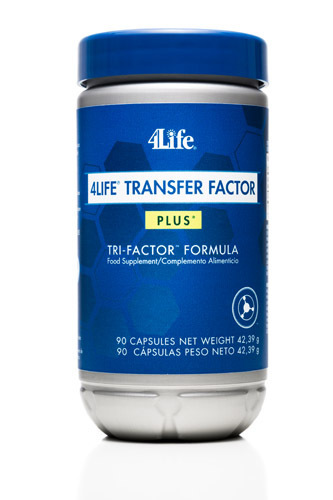 4Life®
4LIFE® TRANSFER FACTOR
PLUS®
TRI-FACTOR™ FORMULA
Food Supplement/Complemento Alimenticio
90 CAPSULES NET WEIGHT 42,39 g
90 CÁPSULAS PESO NETO 42,39 g